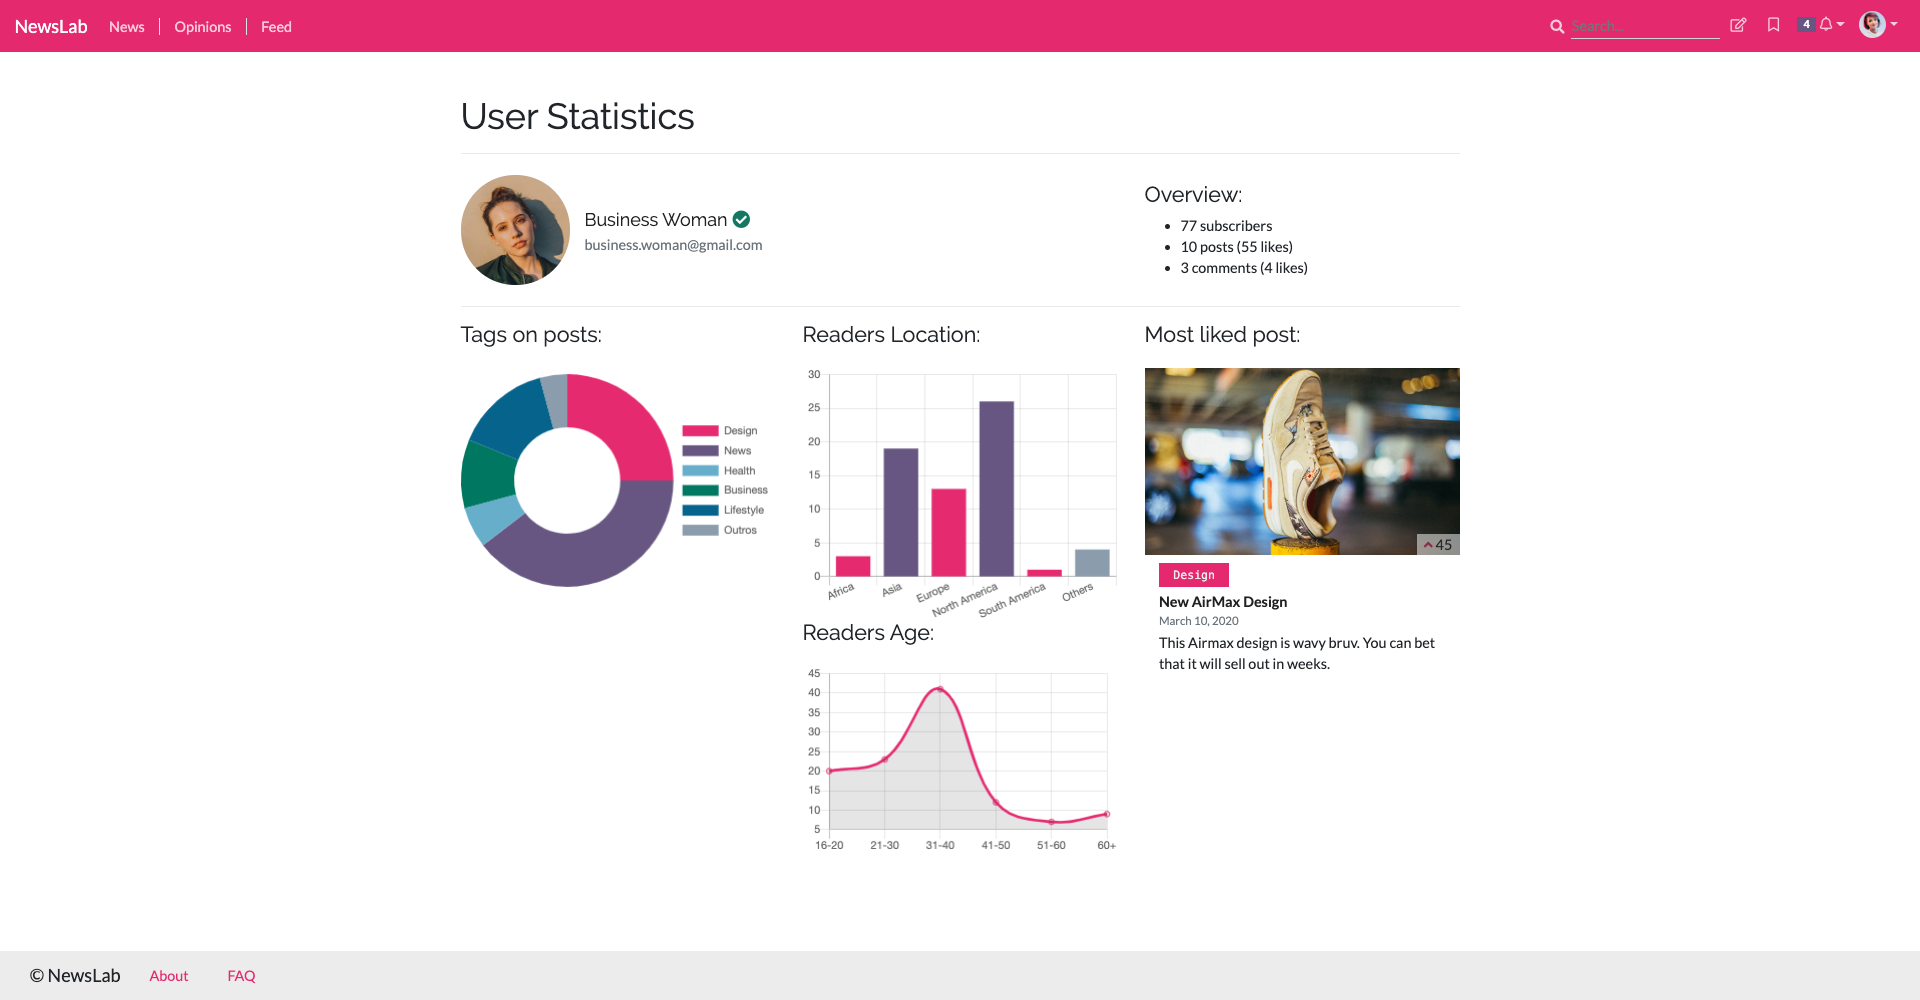 NewsLab News Opinions Feed Search... 4
User Statistics
Business Woman
business.woman@gmail.com
Overview:
77 subscribers
10 posts (55 likes)
3 comments (4 likes)
Tags on posts:
Design
News
Health
Business
Lifestyle
Outros
Readers Location:
30
25
20
15
10
5
0
Africa Asia Europe North America South America Others
Readers Age:
45
40
35
30
25
20
15
10
5
16-20 21-30 31-40 41-50 51-60 60+
Most liked post:
45
Design
New AirMax Design
March 10, 2020
This Airmax design is wavy bruv. You can bet
that it will sell out in weeks.
© NewsLab About FAQ